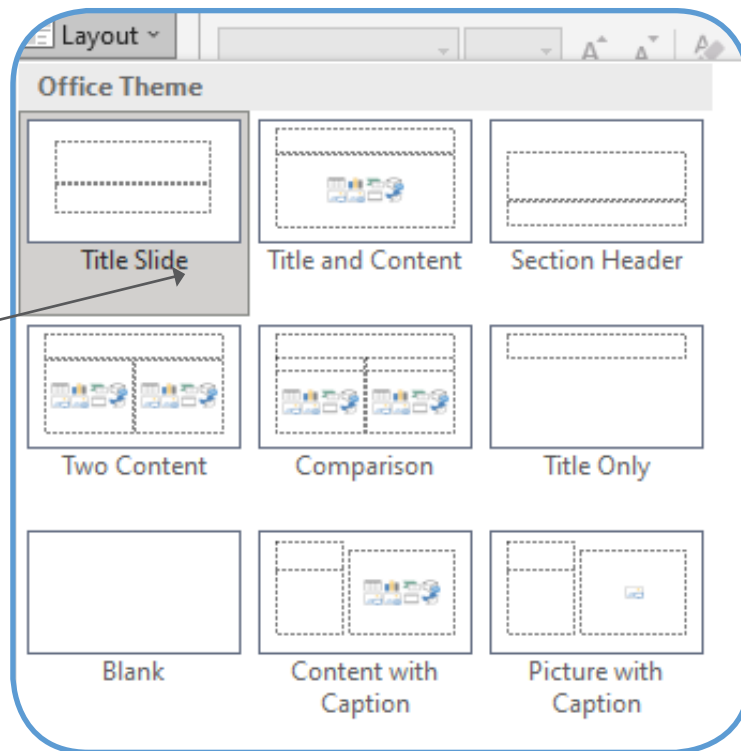 Layout
A A A
Office Theme
Title Slide
Title and Content
Section Header
Two Content
Comparison
Title Only
Blank
Content with
Caption
Picture with
Caption